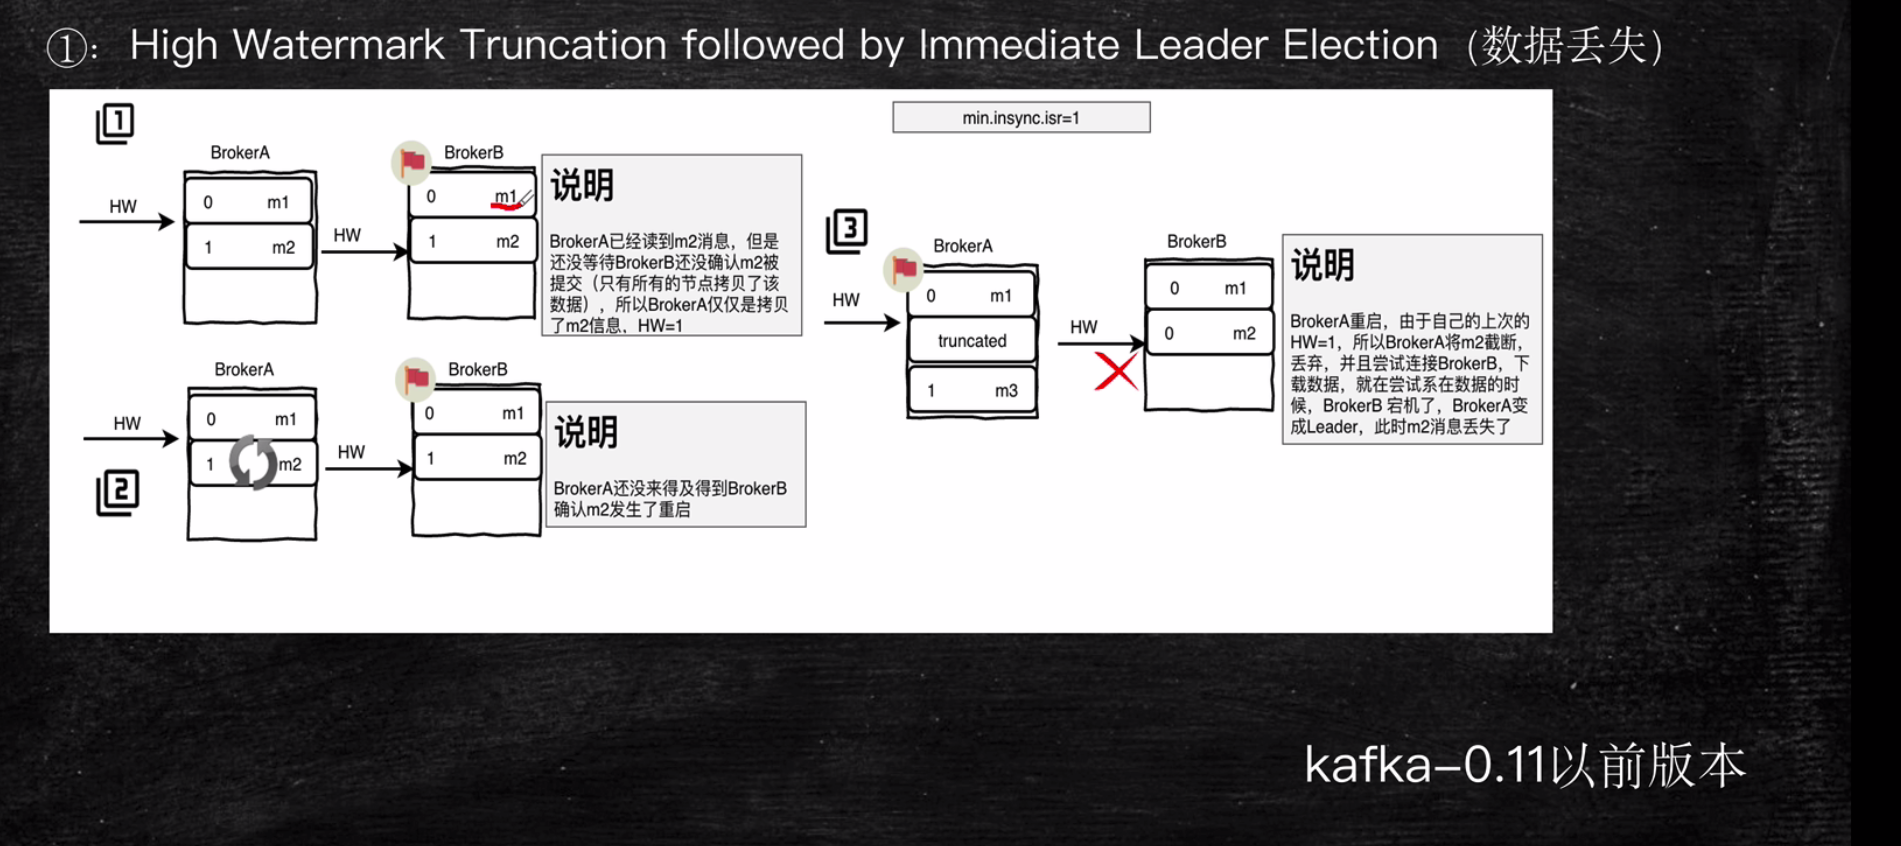 ①：High Watermark Truncation followed by Immediate Leader Election（数据丢失）
min.insync.isr=1
1
BrokerA
HW
0 m1
1 m2
BrokerB
HW
0 m1
1 m2
说明
BrokerA已经读到m2消息，但是
还没等待BrokerB还没确认m2被
提交（只有所有的节点拷贝了该
数据），所以BrokerA仅仅是拷贝
了m2信息，HW=1
2
BrokerA
HW
0 m1
1 m2
BrokerB
HW
0 m1
1 m2
说明
BrokerA还没来得及得到BrokerB
确认m2发生了重启
3
BrokerA
HW
0 m1
truncated
1 m3
BrokerB
HW
0 m1
0 m2
说明
BrokerA重启，由于自己的上次的
HW=1，所以BrokerA将m2截断，
丢弃，并且尝试连接BrokerB，下
载数据，就在尝试系在数据的时
候，BrokerB 宕机了，BrokerA变
成Leader，此时m2消息丢失了
kafka-0.11以前版本